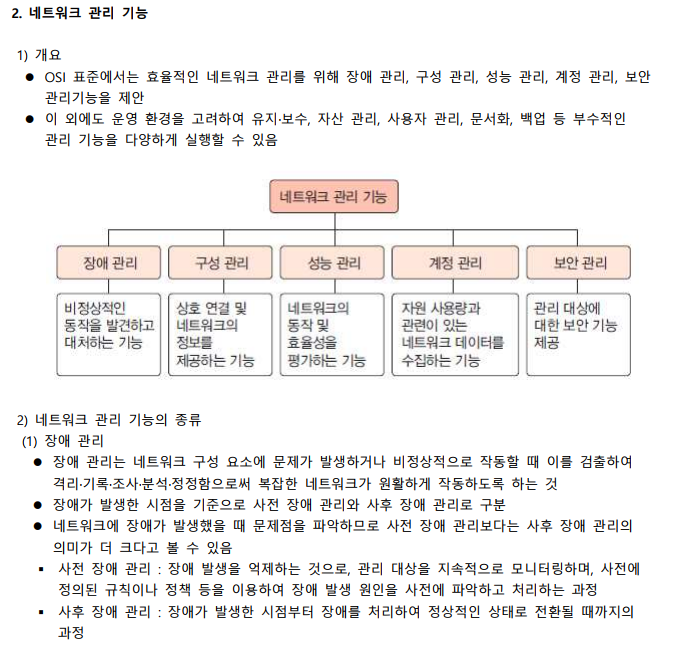 2. 네트워크 관리 기능
1) 개요
● OSI 표준에서는 효율적인 네트워크 관리를 위해 장애 관리, 구성 관리, 성능 관리, 계정 관리, 보안
관리기능을 제안
● 이 외에도 운영 환경을 고려하여 유지·보수, 자산 관리, 사용자 관리, 문서화, 백업 등 부수적인
관리 기능을 다양하게 실행할 수 있음
네트워크 관리 기능
장애 관리
구성 관리
성능 관리
계정 관리
보안 관리
비정상적인
동작을 발견하고
대처하는 기능
상호 연결 및
네트워크의
정보를
제공하는 기능
네트워크의
동작 및
효율성을
평가하는 기능
자원 사용량과
관련이 있는
네트워크 데이터를
수집하는 기능
관리 대상에
대한 보안 기능
제공
2) 네트워크 관리 기능의 종류
(1) 장애 관리
● 장애 관리는 네트워크 구성 요소에 문제가 발생하거나 비정상적으로 작동할 때 이를 검출하여
격리·기록·조사·분석·정정함으로써 복잡한 네트워크가 원활하게 작동하도록 하는 것
● 장애가 발생한 시점을 기준으로 사전 장애 관리와 사후 장애 관리로 구분
● 네트워크에 장애가 발생했을 때 문제점을 파악하므로 사전 장애 관리보다는 사후 장애 관리의
의미가 더 크다고 볼 수 있음
▪ 사전 장애 관리 : 장애 발생을 억제하는 것으로, 관리 대상을 지속적으로 모니터링하며, 사전에
정의된 규칙이나 정책 등을 이용하여 장애 발생 원인을 사전에 파악하고 처리하는 과정
▪ 사후 장애 관리 : 장애가 발생한 시점부터 장애를 처리하여 정상적인 상태로 전환될 때까지의
과정